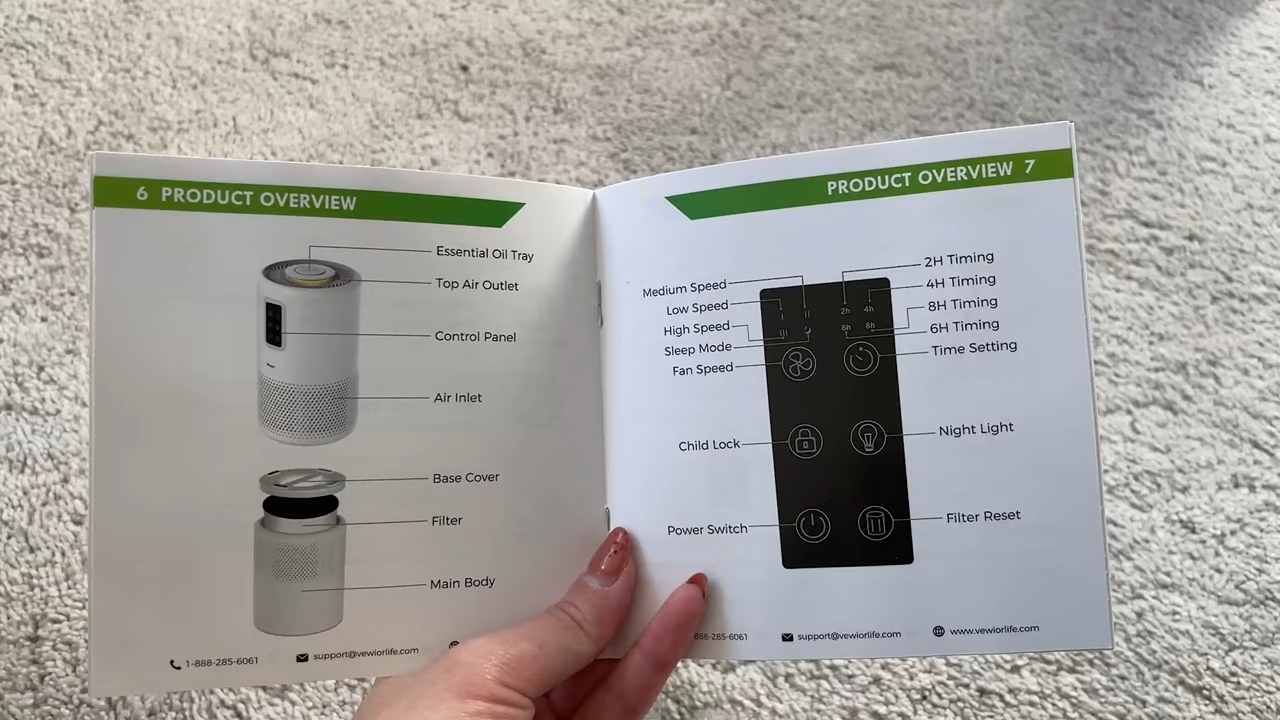 6 PRODUCT OVERVIEW
Essential Oil Tray
Top Air Outlet
Control Panel
Air Inlet
Base Cover
Filter
Main Body
1-888-285-6061
support@vewiorlife.com
PRODUCT OVERVIEW 7
Medium Speed
Low Speed
High Speed
Sleep Mode
Fan Speed
Child Lock
Power Switch
2h 4h
6h 8h
2H Timing
4H Timing
8H Timing
6H Timing
Time Setting
Night Light
Filter Reset
888-285-6061
support@vewiorlife.com
www.vewiorlife.com